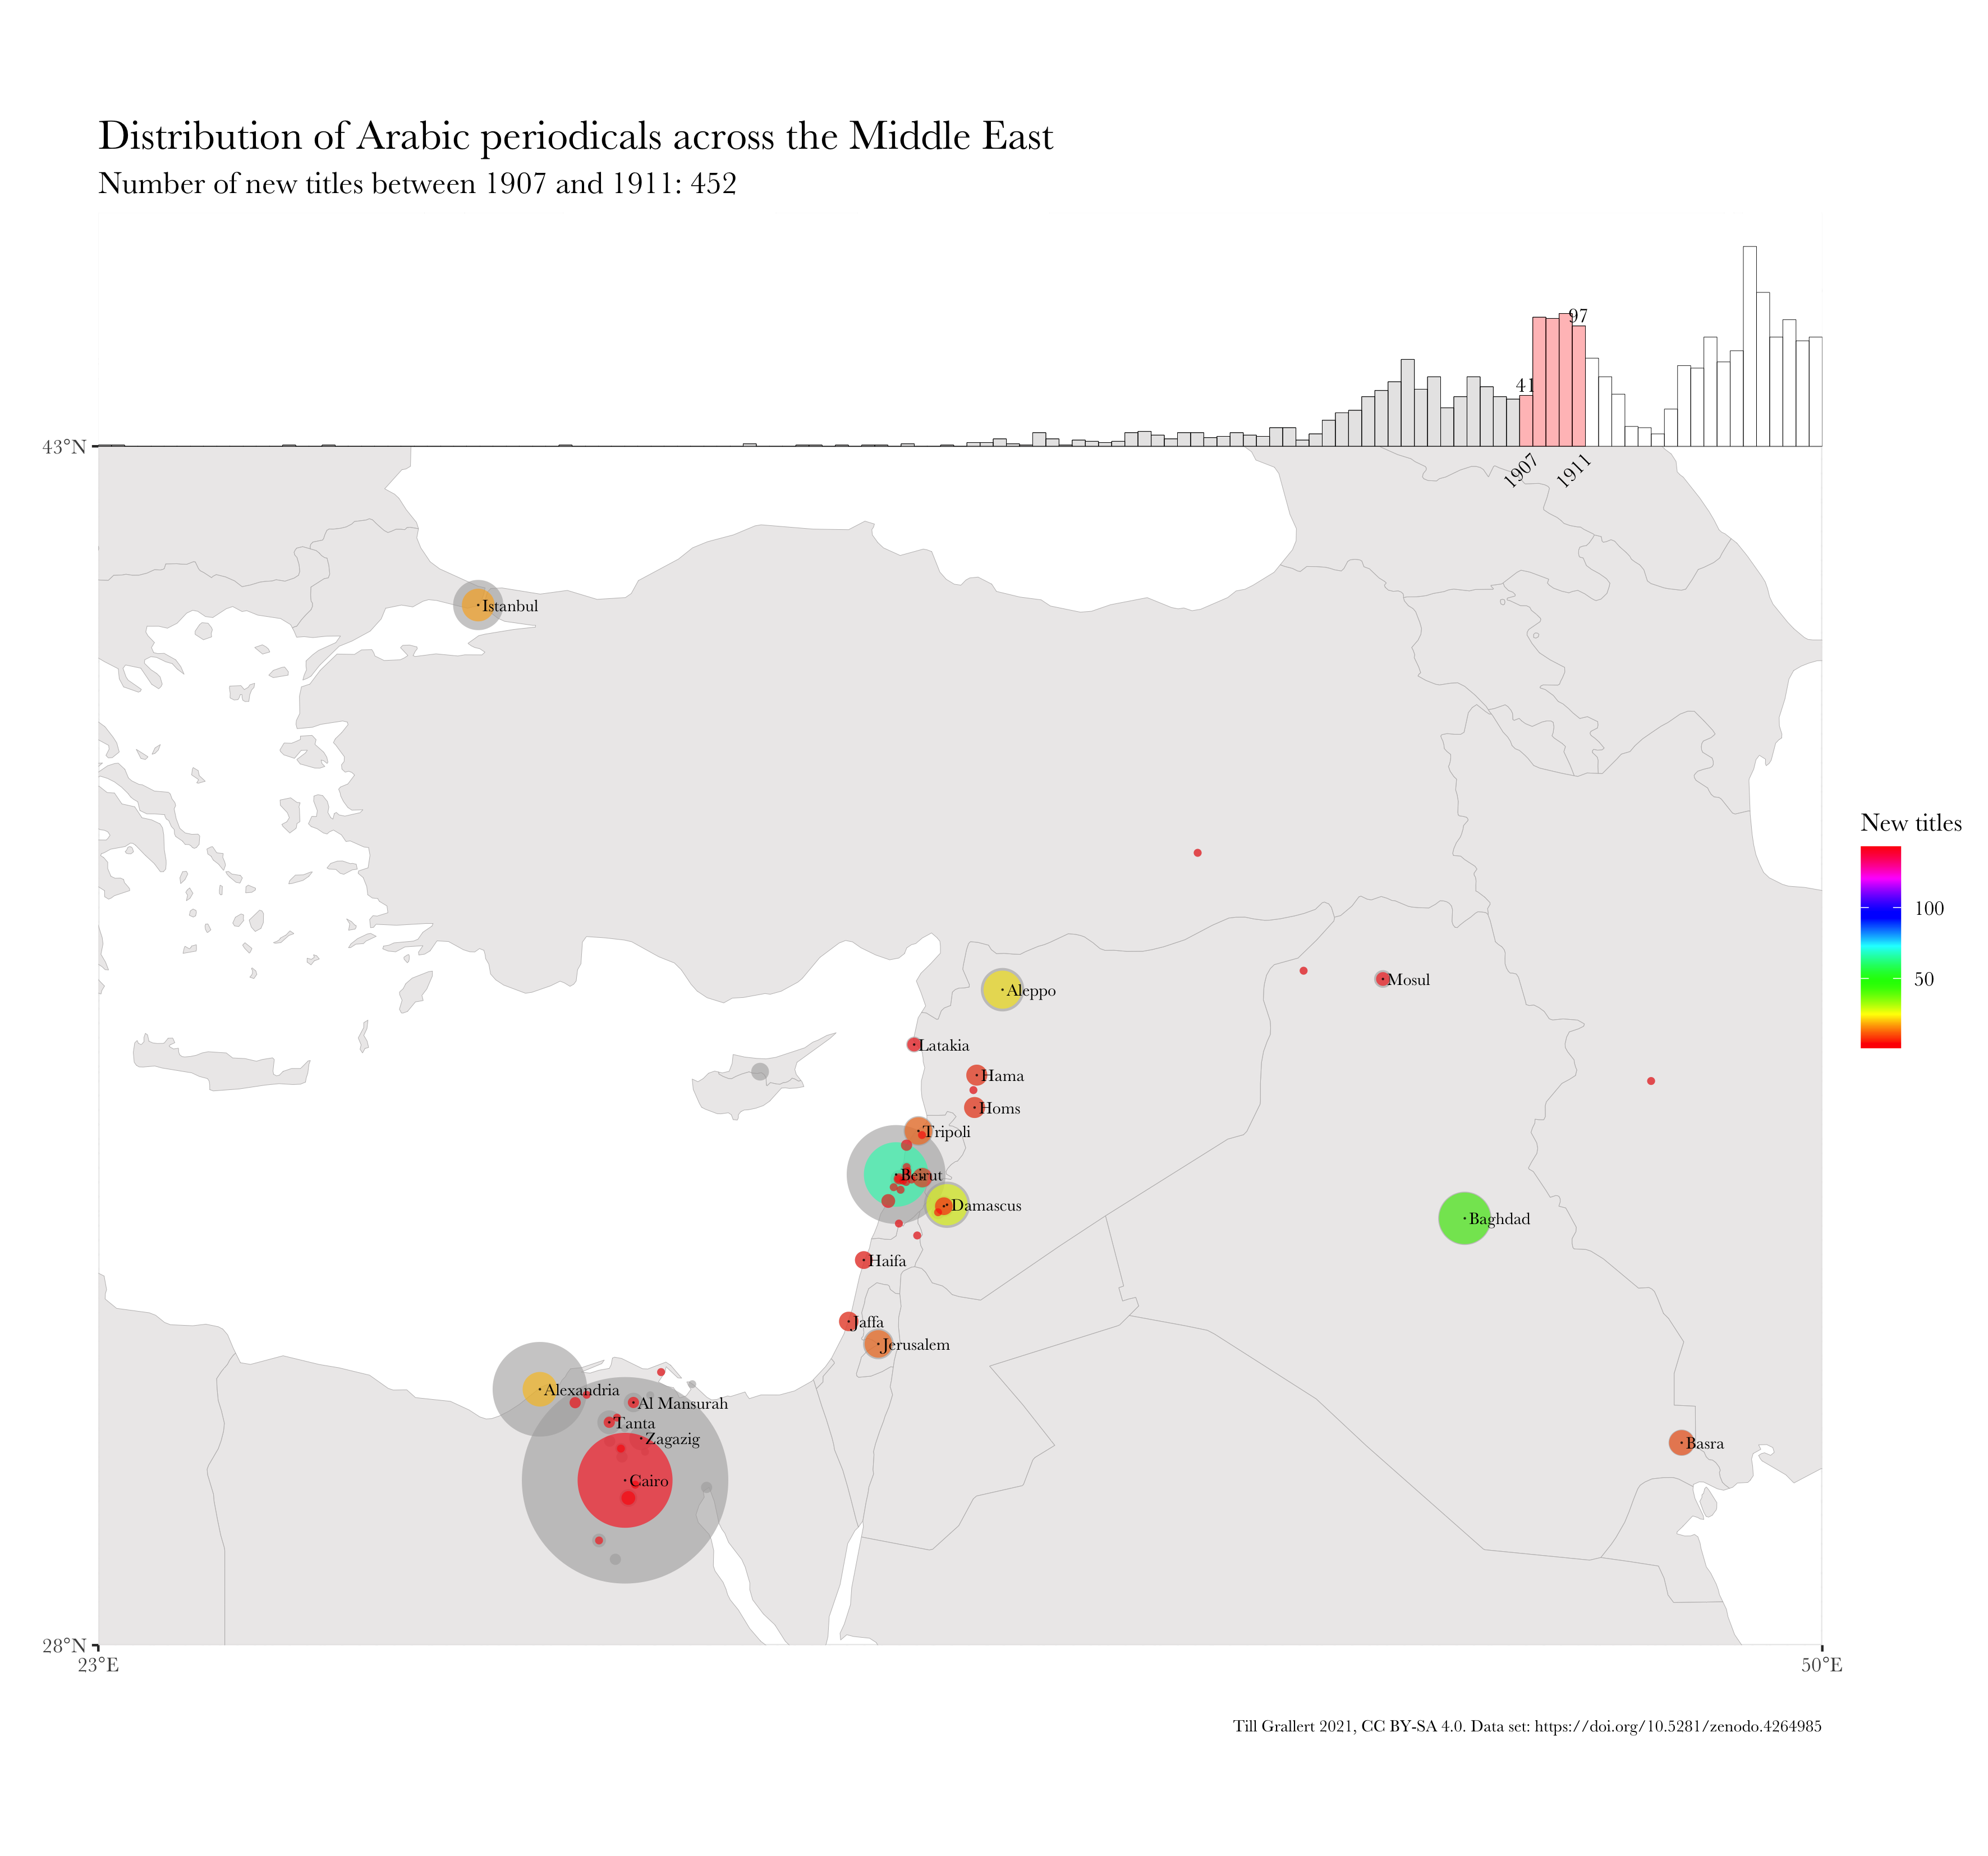 Distribution of Arabic periodicals across the Middle East
Number of new titles between 1907 and 1911: 452
97
41
43°N
1907
1911
Istanbul
New titles
100
50
Aleppo
Mosul
Latakia
Hama
Homs
Tripoli
Beirut
Damascus
Baghdad
Haifa
Jaffa
Jerusalem
Alexandria
Al Mansurah
Tanta
Zagazig
Basra
Cairo
28°N
23°E
50°E
Till Grallert 2021, CC BY-SA 4.0. Data set: https://doi.org/10.5281/zenodo.4264985